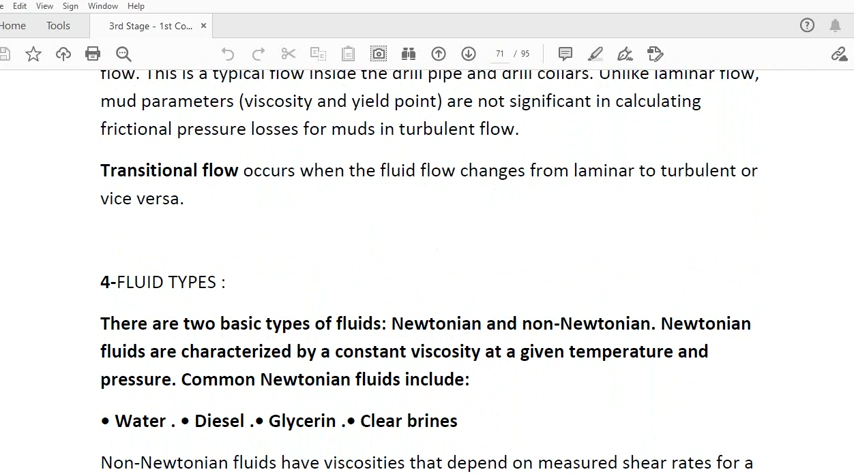 e Edit View Sign Window Help
Home Tools 3rd Stage - 1st Co... ×
71 / 95
flow. This is a typical flow inside the drill pipe and drill collars. Unlike laminar flow,
mud parameters (viscosity and yield point) are not significant in calculating
frictional pressure losses for muds in turbulent flow.
Transitional flow occurs when the fluid flow changes from laminar to turbulent or
vice versa.
4-FLUID TYPES :
There are two basic types of fluids: Newtonian and non-Newtonian. Newtonian
fluids are characterized by a constant viscosity at a given temperature and
pressure. Common Newtonian fluids include:
• Water . • Diesel .• Glycerin .• Clear brines
Non-Newtonian fluids have viscosities that depend on measured shear rates for a